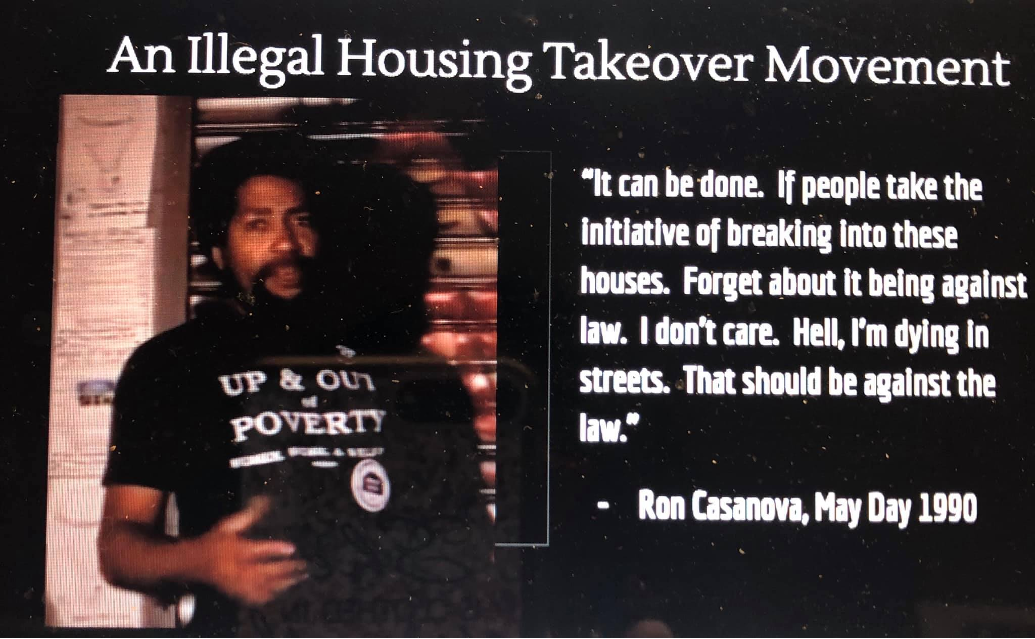 An Illegal Housing Takeover Movement
"It can be done. If people take the
initiative of breaking into these
houses. Forget about it being against
law. I don't care. Hell, I'm dying in
streets. That should be against the
law."
- Ron Casanova, May Day 1990
UP & OUT
of
POVERTY